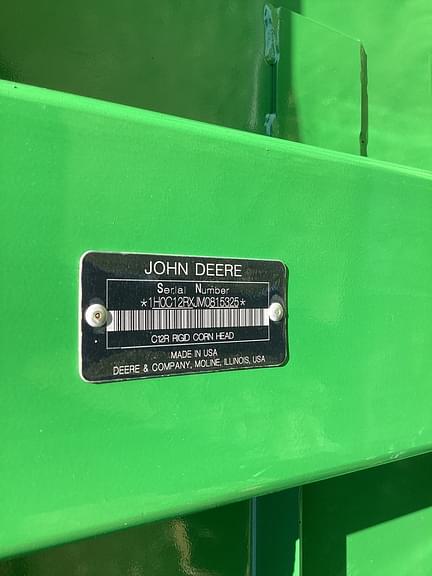 JOHN DEERE
Serial Number
*1H0C12RXJM0815325*
C12R RIGID CORN HEAD
MADE IN USA
DEERE & COMPANY, MOLINE, ILLINOIS, USA